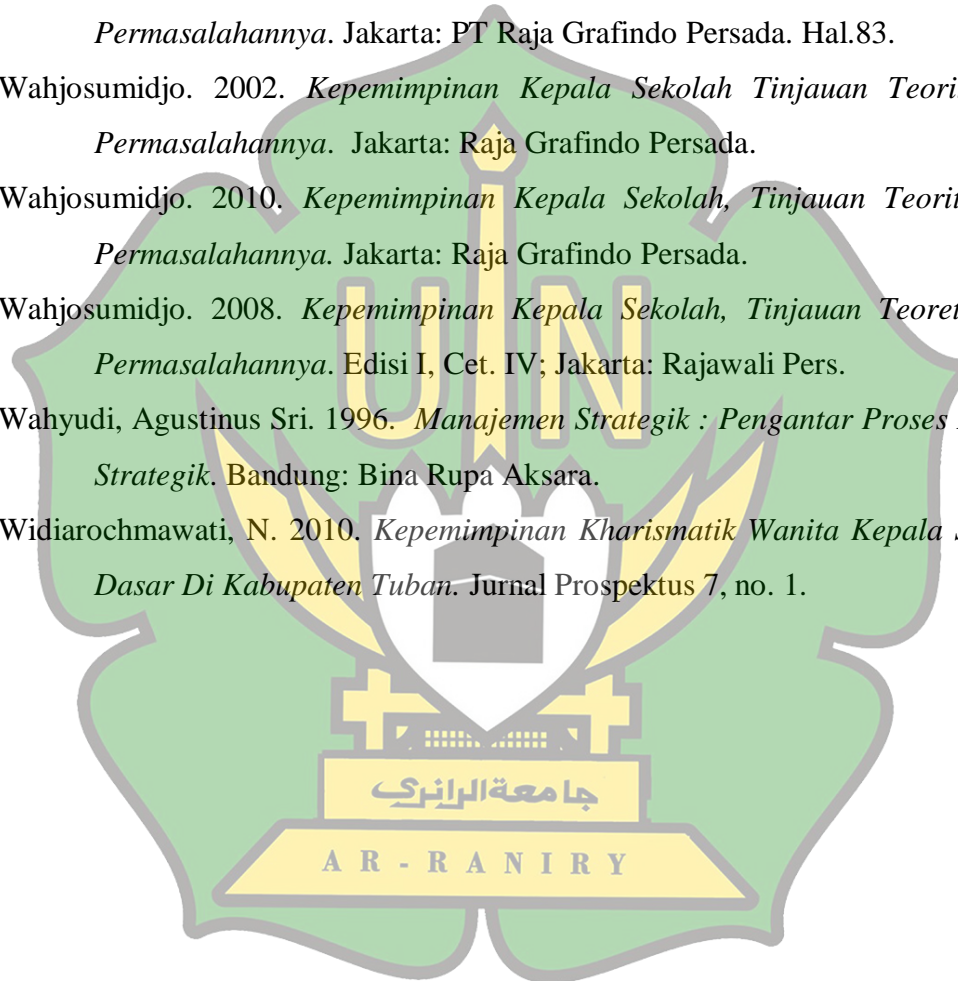 Permasalahannya. Jakarta: PT Raja Grafindo Persada. Hal.83.
Wahjosumidjo. 2002. Kepemimpinan Kepala Sekolah Tinjauan
Permasalahannya. Jakarta: Raja Grafindo Persada.
Wahjosumidjo. 2010. Kepemimpinan Kepala Sekolah, Tinjauan
Permasalahannya. Jakarta: Raja Grafindo Persada.
Wahjosumidjo. 2008. Kepemimpinan Kepala Sekolah, Tinjauan
Permasalahannya. Edisi I, Cet. IV; Jakarta: Rajawali Pers.
Wahyudi, Agustinus Sri. 1996. Manajemen Strategik : Pengantar Proses
Strategik. Bandung: Bina Rupa Aksara.
Widiarochmawati, N. 2010. Kepemimpinan Kharismatik Wanita Kepala
Dasar Di Kabupaten Tuban. Jurnal Prospektus 7, no. 1.
UIN
جامعة الرانري
AR-RANIRY